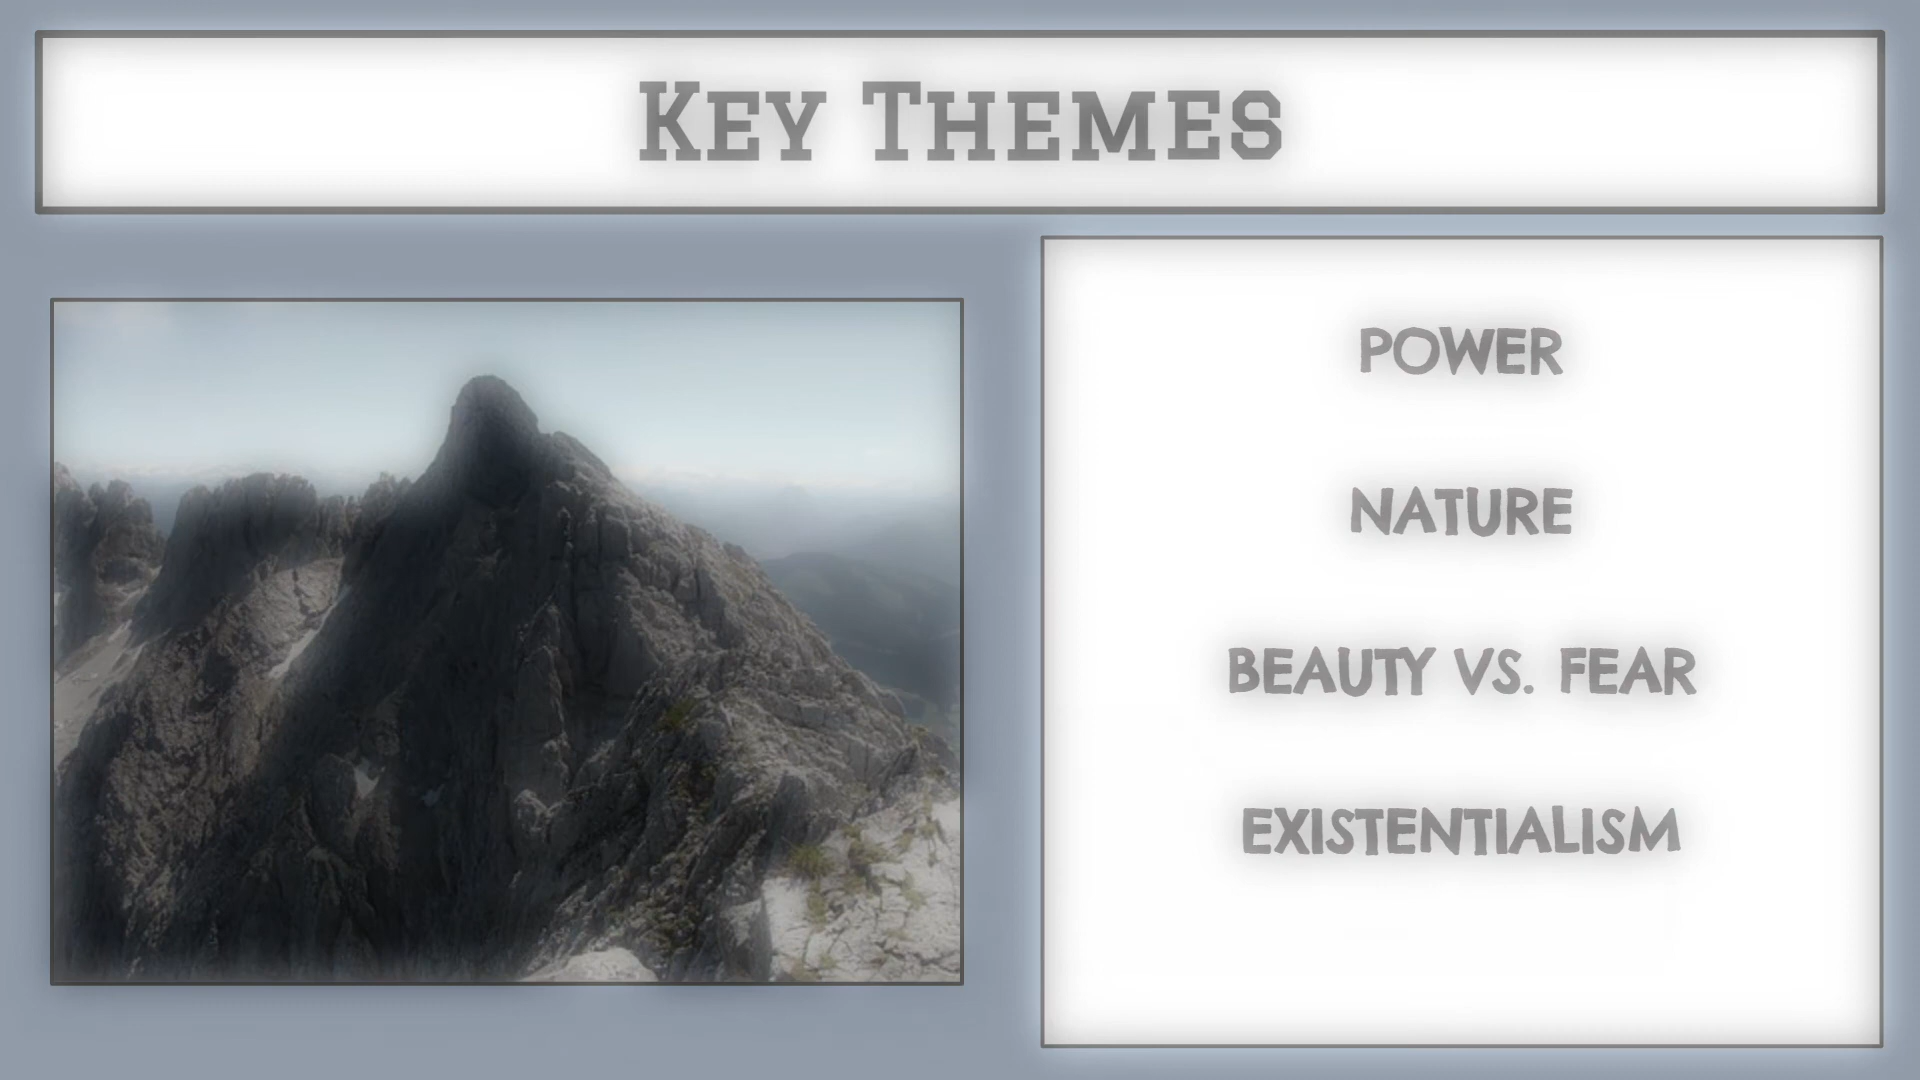 KEY THEMES
POWER
NATURE
BEAUTY VS. FEAR
EXISTENTIALISM